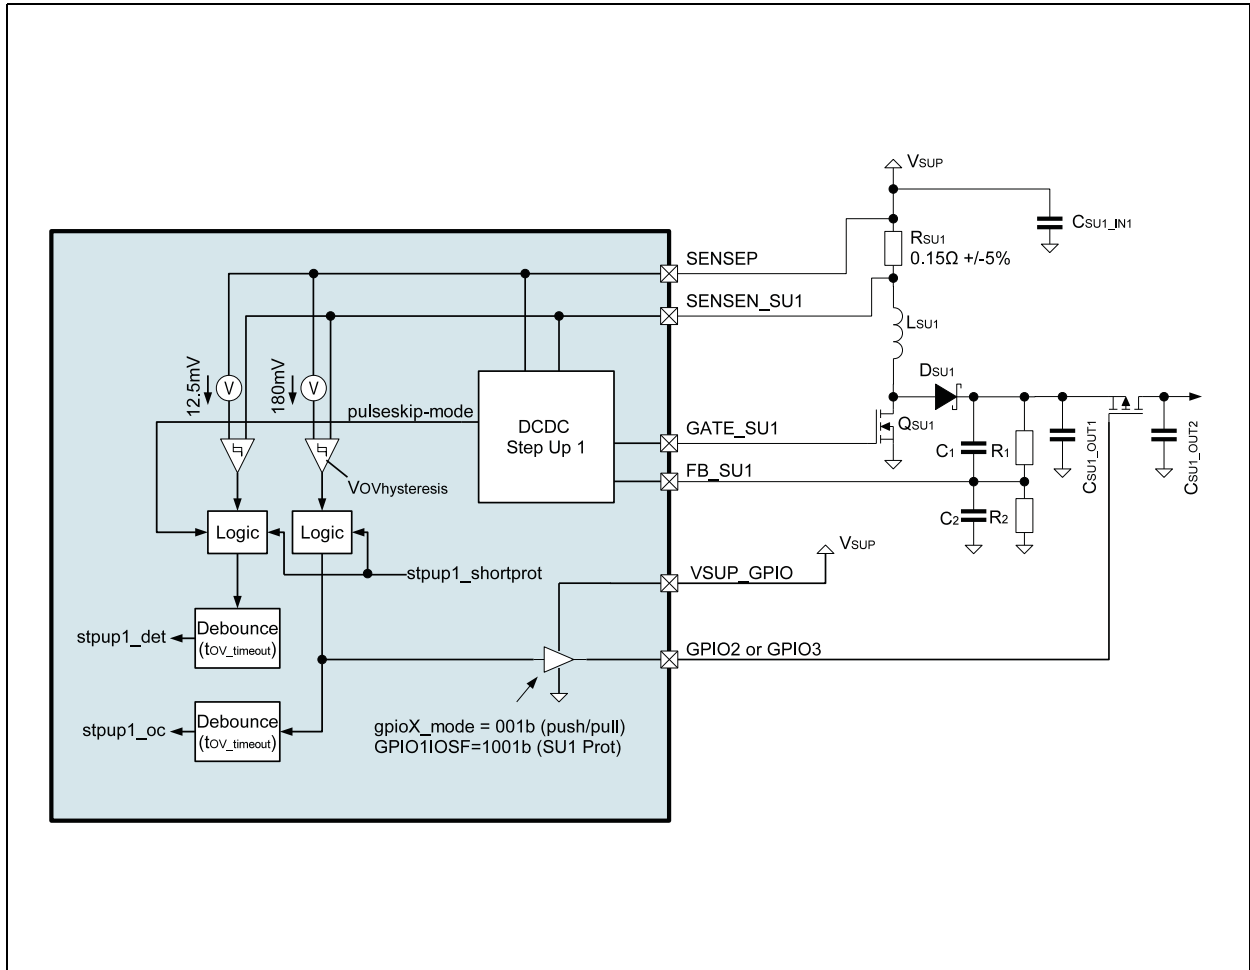 VSUP
CSU1_IN1
RSU1
0.15Ω +/-5%
SENSEP
SENSEN_SU1
LSU1
12.5mV
V
180mV
V
DSU1
pulseskip-mode
DCDC
Step Up 1
GATE_SU1
QSU1
C1
R1
CSU1_OUT1
CSU1_OUT2
FB_SU1
VOVhysteresis
C2
R2
Logic
Logic
VSUP
stpup1_shortprot
VSUP_GPIO
Debounce
(tOV_timeout)
stpup1_det
GPIO2 or GPIO3
Debounce
(tOV_timeout)
stpup1_oc
gpioX_mode = 001b (push/pull)
GPIO1IOSF=1001b (SU1 Prot)